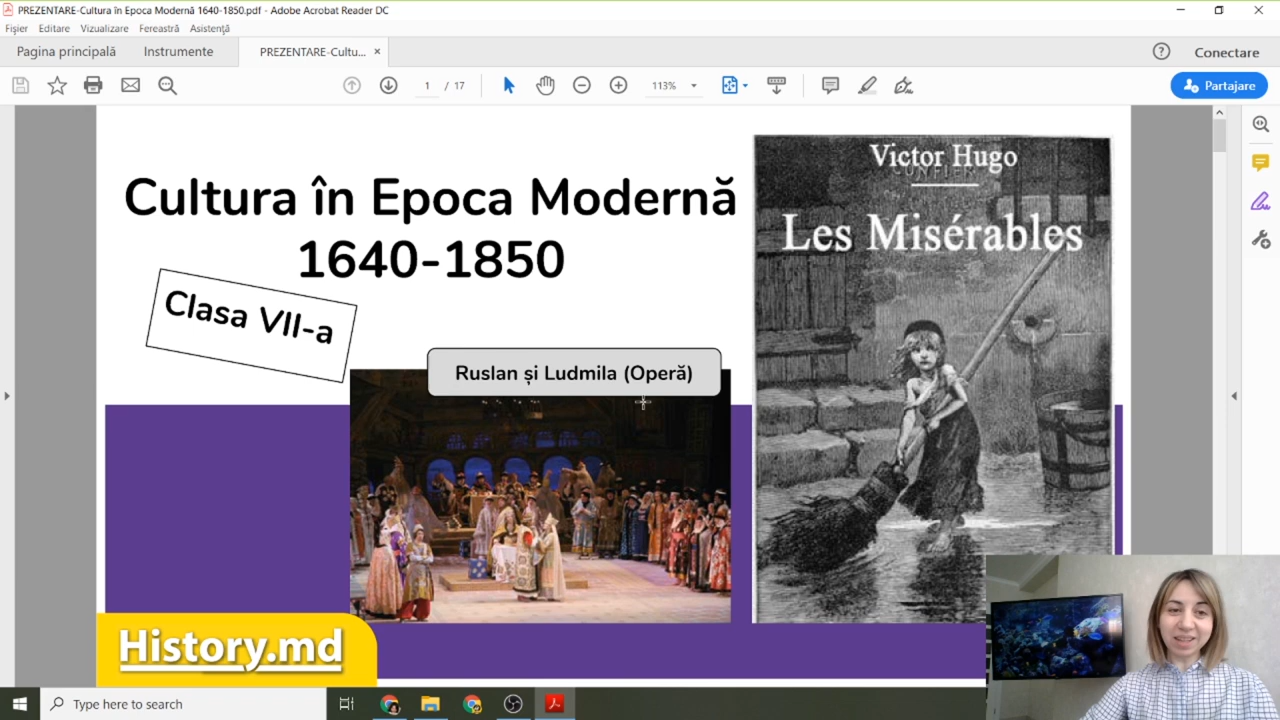 PREZENTARE-Cultura în Epoca Modernă 1640-1850.pdf - Adobe Acrobat Reader DC
Fișier Editare Vizualizare Fereastră Asistență
Pagina principală Instrumente PREZENTARE-Cultu... × Conectare
1 / 17 113% Partajare
Cultura în Epoca Modernă
1640-1850
Clasa VII-a
Ruslan și Ludmila (Operă)
Victor Hugo
Les Misérables
History.md
Type here to search